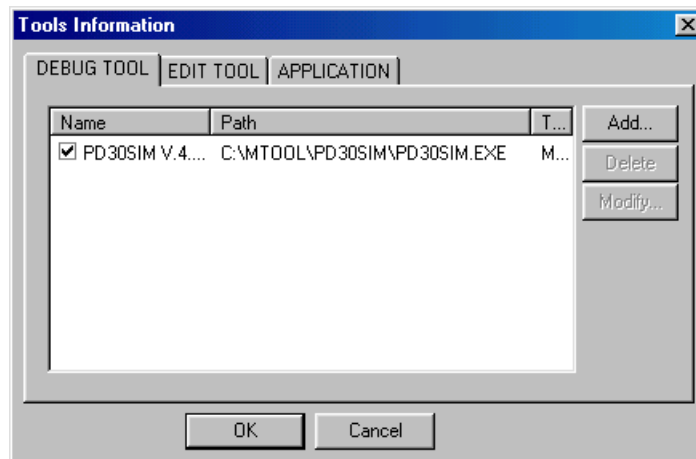 Tools Information
DEBUG TOOL EDIT TOOL APPLICATION
Name Path T... Add...
PD30SIM V.4.... C:\MTOOL\PD30SIM\PD30SIM.EXE M... Delete
Modify...
OK Cancel